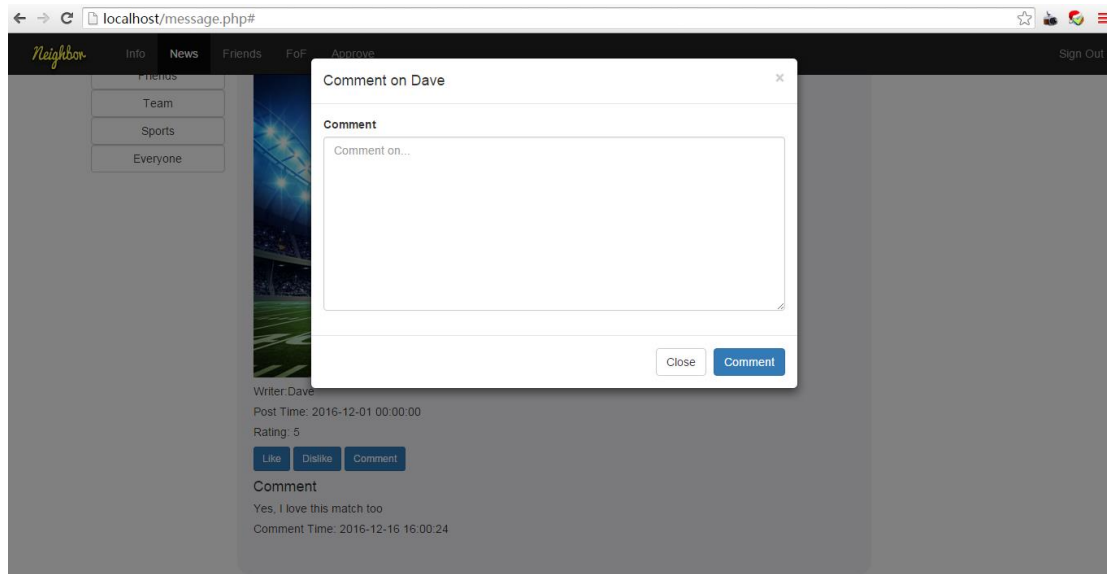 localhost/message.php#
Neighbor Info News Friends FoF Approve Sign Out
Friends
Team
Sports
Everyone
Comment on Dave ×
Comment
Comment on...
Close Comment
Writer:Dave
Post Time: 2016-12-01 00:00:00
Rating: 5
Like Dislike Comment
Comment
Yes, I love this match too
Comment Time: 2016-12-16 16:00:24